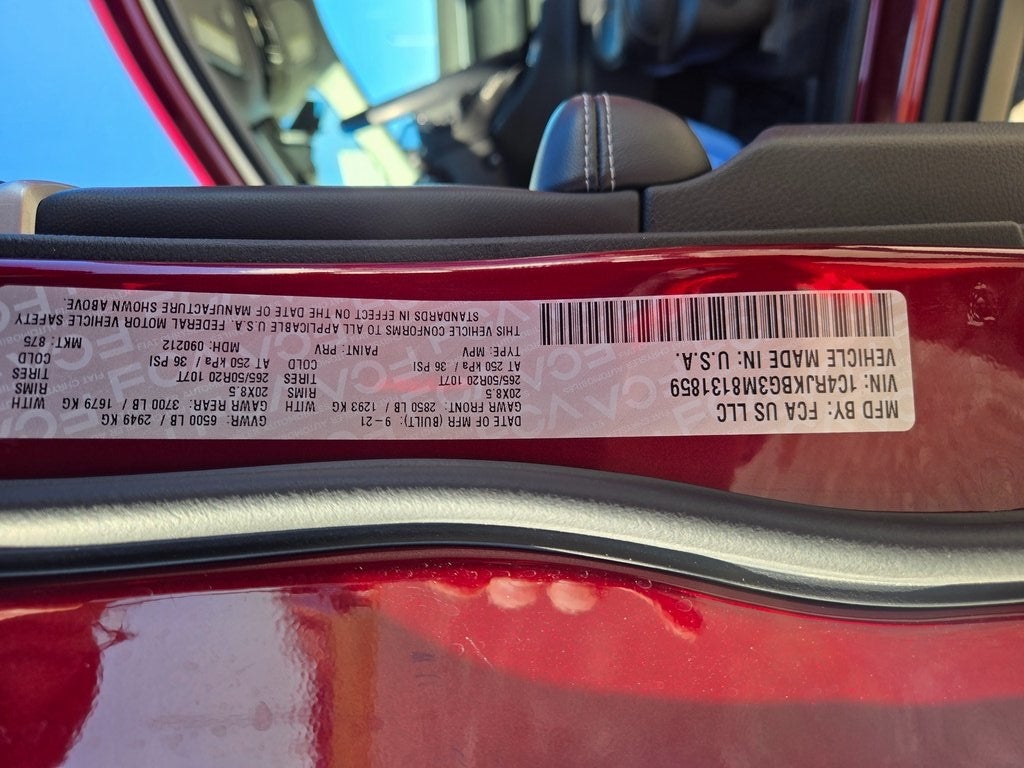 MFD BY: FCA US LLC
VIN: 1C4RJKBG3M8131859
VEHICLE MADE IN: U.S.A.
DATE OF MFR (BUILT): 9-21 GVWR: 6500 LB / 2949 KG
GAWR FRONT: 2850 LB / 1293 KG WITH GAWR REAR: 3700 LB / 1679 KG WITH
20X8.5 RIMS 20X8.5 RIMS
265/50R20 107T TIRES 265/50R20 107T TIRES
AT 250 kPa / 36 PSI COLD AT 250 kPa / 36 PSI COLD
TYPE: MPV PAINT: PRV MDH: 090212 MKT: 875
THIS VEHICLE CONFORMS TO ALL APPLICABLE U.S.A. FEDERAL MOTOR VEHICLE SAFETY
STANDARDS IN EFFECT ON THE DATE OF MANUFACTURE SHOWN ABOVE.